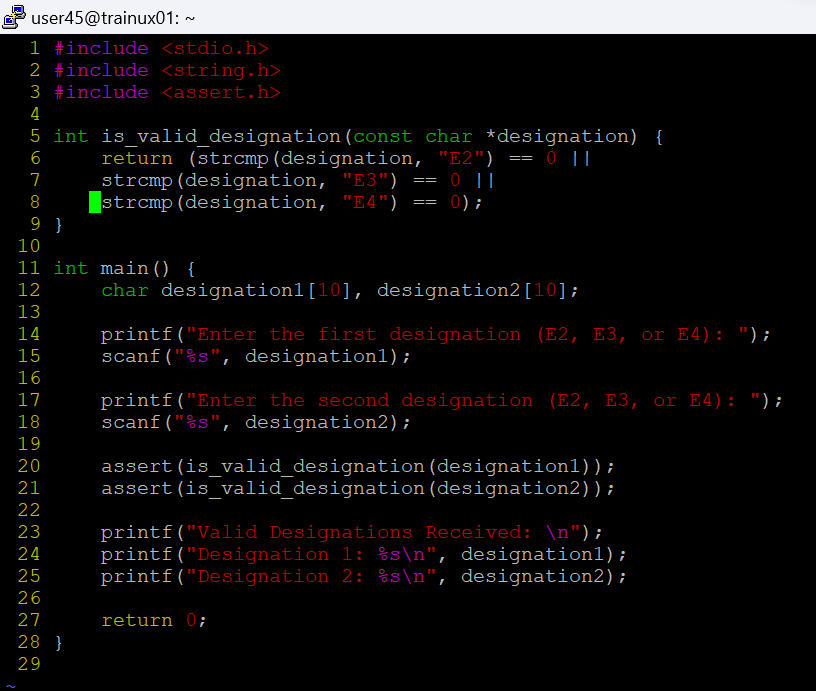 user45@trainux01: ~
1 #include <stdio.h>
2 #include <string.h>
3 #include <assert.h>
4
5 int is_valid_designation(const char *designation) {
6     return (strcmp(designation, "E2") == 0 ||
7     strcmp(designation, "E3") == 0 ||
8     strcmp(designation, "E4") == 0);
9 }
10
11 int main() {
12     char designation1[10], designation2[10];
13
14     printf("Enter the first designation (E2, E3, or E4): ");
15     scanf("%s", designation1);
16
17     printf("Enter the second designation (E2, E3, or E4): ");
18     scanf("%s", designation2);
19
20     assert(is_valid_designation(designation1));
21     assert(is_valid_designation(designation2));
22
23     printf("Valid Designations Received: \n");
24     printf("Designation 1: %s\n", designation1);
25     printf("Designation 2: %s\n", designation2);
26
27     return 0;
28 }
29
~